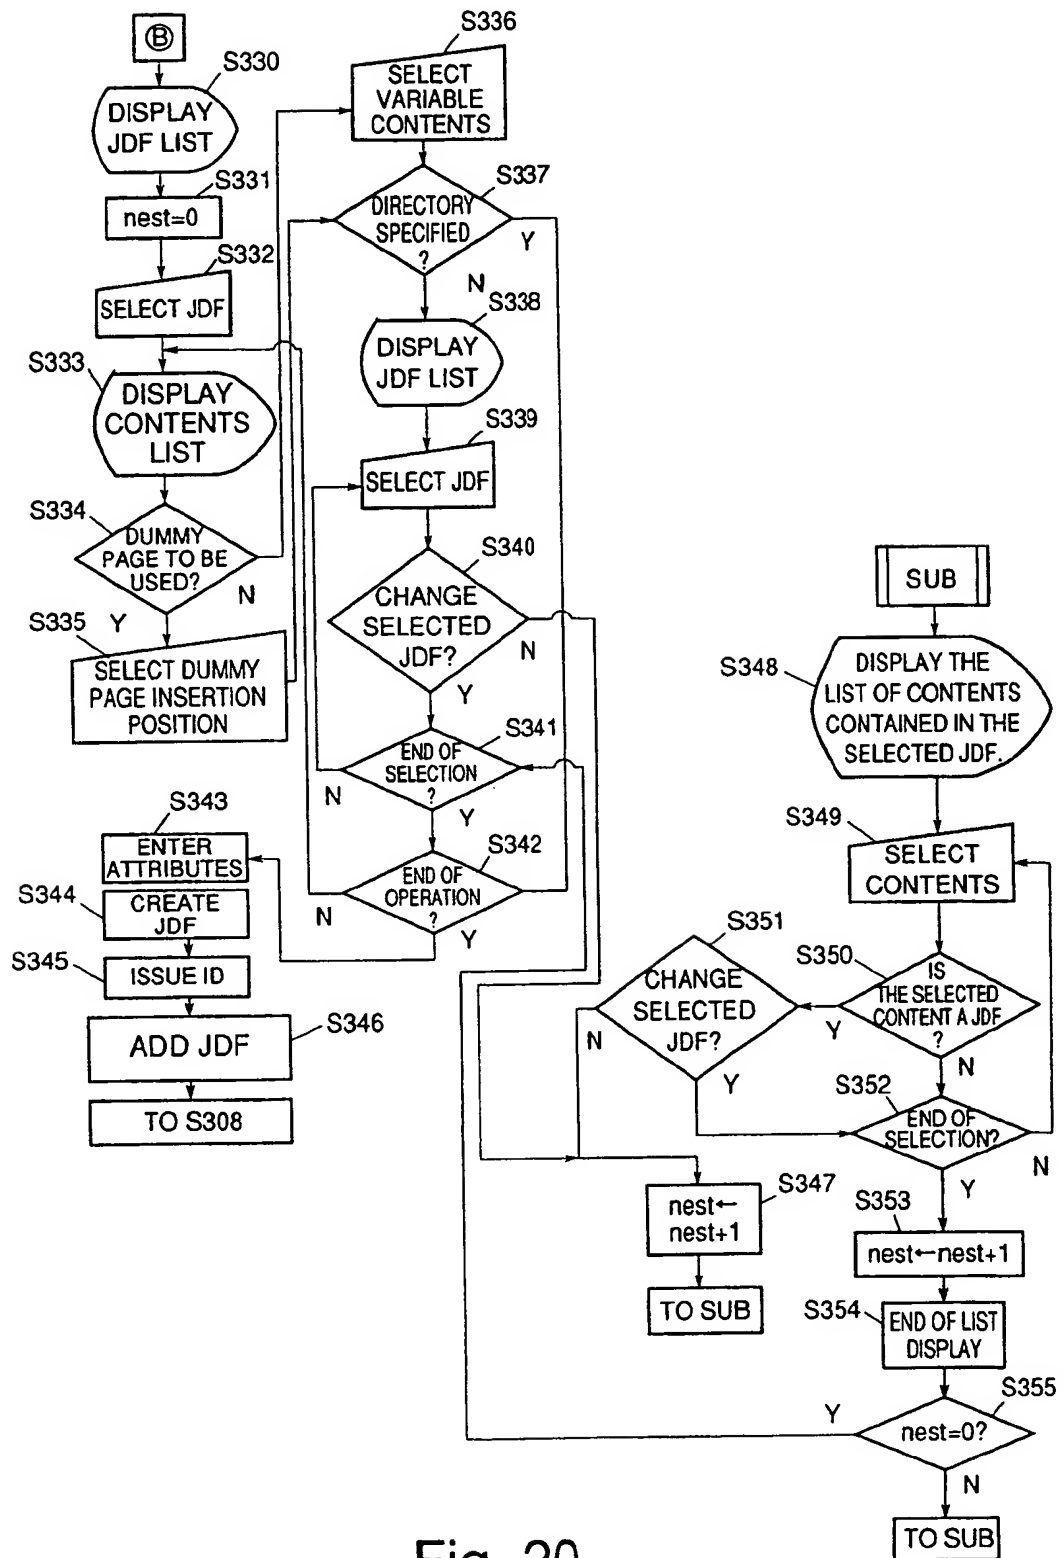 B
S330
DISPLAY
JDF LIST
S331
nest=0
S332
SELECT JDF
S333
DISPLAY
CONTENTS
LIST
S334
DUMMY
PAGE TO BE
USED?
N
Y
S335
SELECT DUMMY
PAGE INSERTION
POSITION
S336
SELECT
VARIABLE
CONTENTS
S337
DIRECTORY
SPECIFIED
?
Y
N
S338
DISPLAY
JDF LIST
S339
SELECT JDF
S340
CHANGE
SELECTED
JDF?
N
Y
S341
END OF
SELECTION
?
N
Y
S342
END OF
OPERATION
?
N
Y
S343
ENTER
ATTRIBUTES
S344
CREATE
JDF
S345
ISSUE ID
S346
ADD JDF
TO S308
SUB
S348
DISPLAY THE
LIST OF CONTENTS
CONTAINED IN THE
SELECTED JDF.
S349
SELECT
CONTENTS
S350
IS
THE SELECTED
CONTENT A JDF
?
Y
N
S351
CHANGE
SELECTED
JDF?
N
Y
S352
END OF
SELECTION?
N
Y
S347
nest←
nest+1
TO SUB
S353
nest←nest+1
S354
END OF LIST
DISPLAY
S355
nest=0?
Y
N
TO SUB
Fig. 20